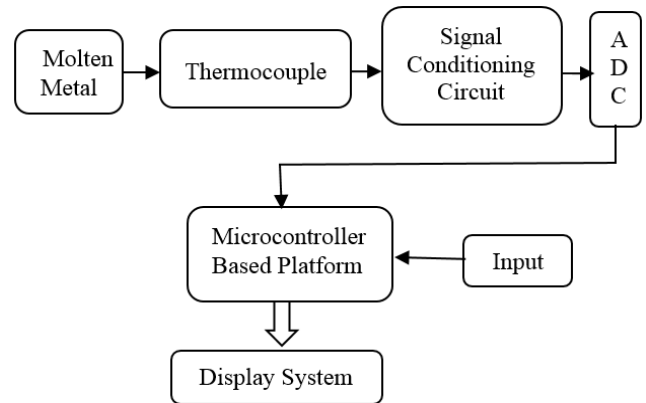 Molten
Metal
Thermocouple
Signal
Conditioning
Circuit
A
D
C
Microcontroller
Based Platform
Input
Display System